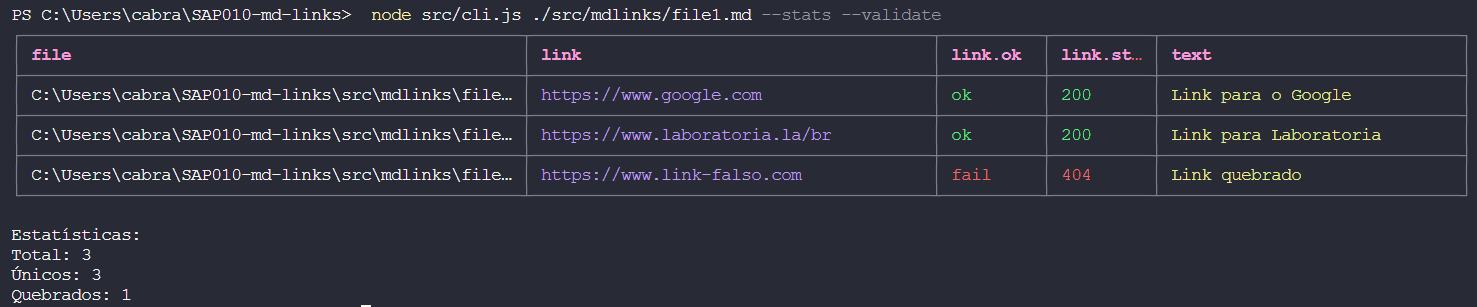 PS C:\Users\cabra\SAP010-md-links> node src/cli.js ./src/mdlinks/file1.md --stats --validate
file link link.ok link.st… text
C:\Users\cabra\SAP010-md-links\src\mdlinks\file… https://www.google.com ok 200 Link para o Google
C:\Users\cabra\SAP010-md-links\src\mdlinks\file… https://www.laboratoria.la/br ok 200 Link para Laboratoria
C:\Users\cabra\SAP010-md-links\src\mdlinks\file… https://www.link-falso.com fail 404 Link quebrado
Estatísticas:
Total: 3
Únicos: 3
Quebrados: 1